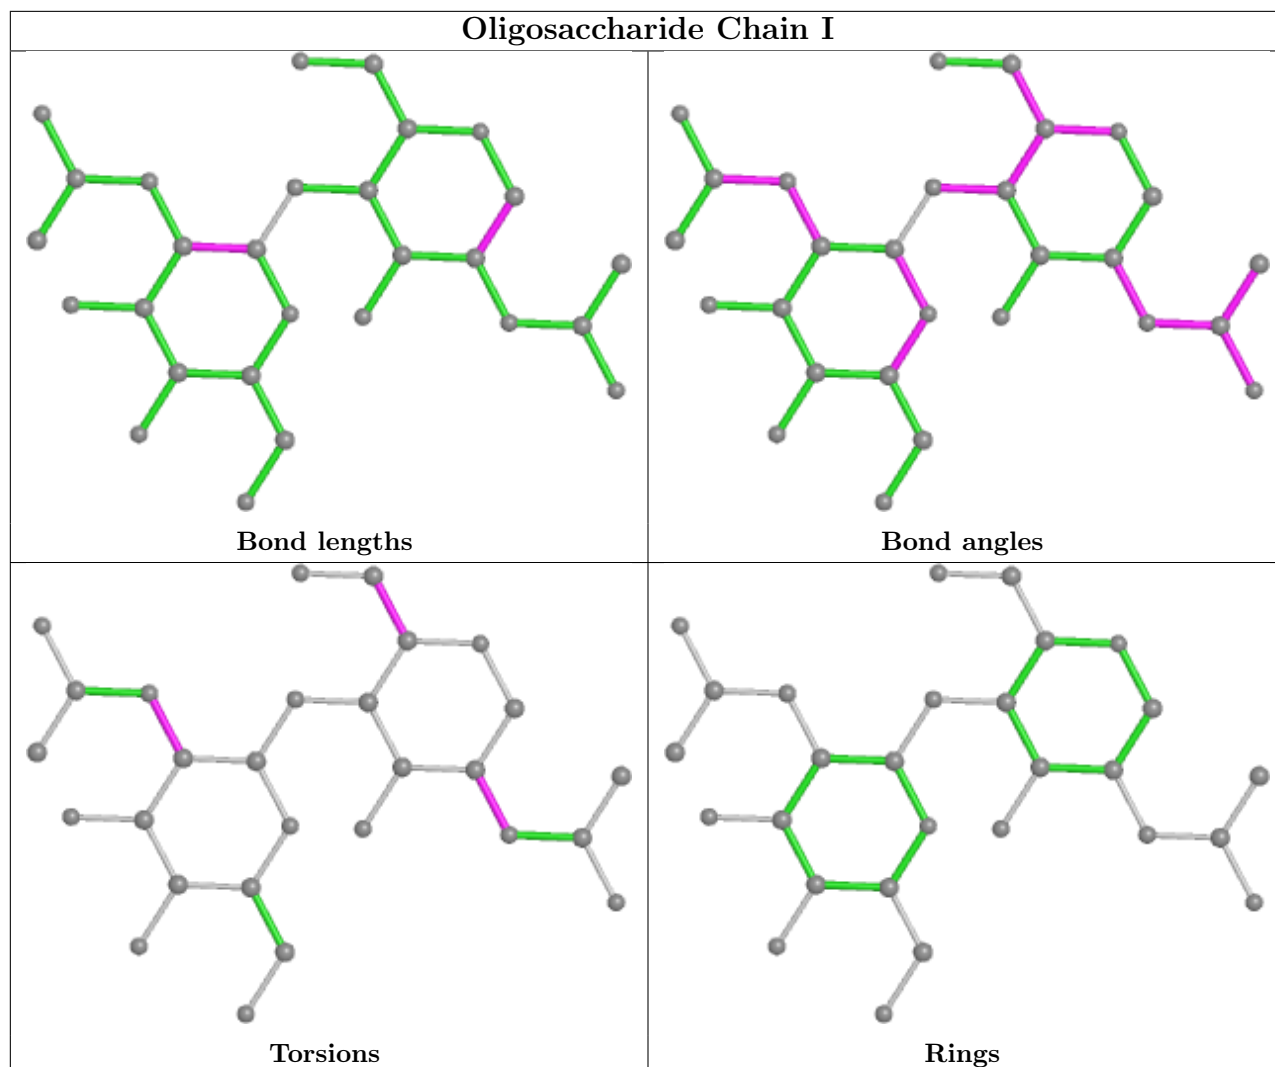 Oligosaccharide Chain I
Bond lengths
Bond angles
Torsions
Rings